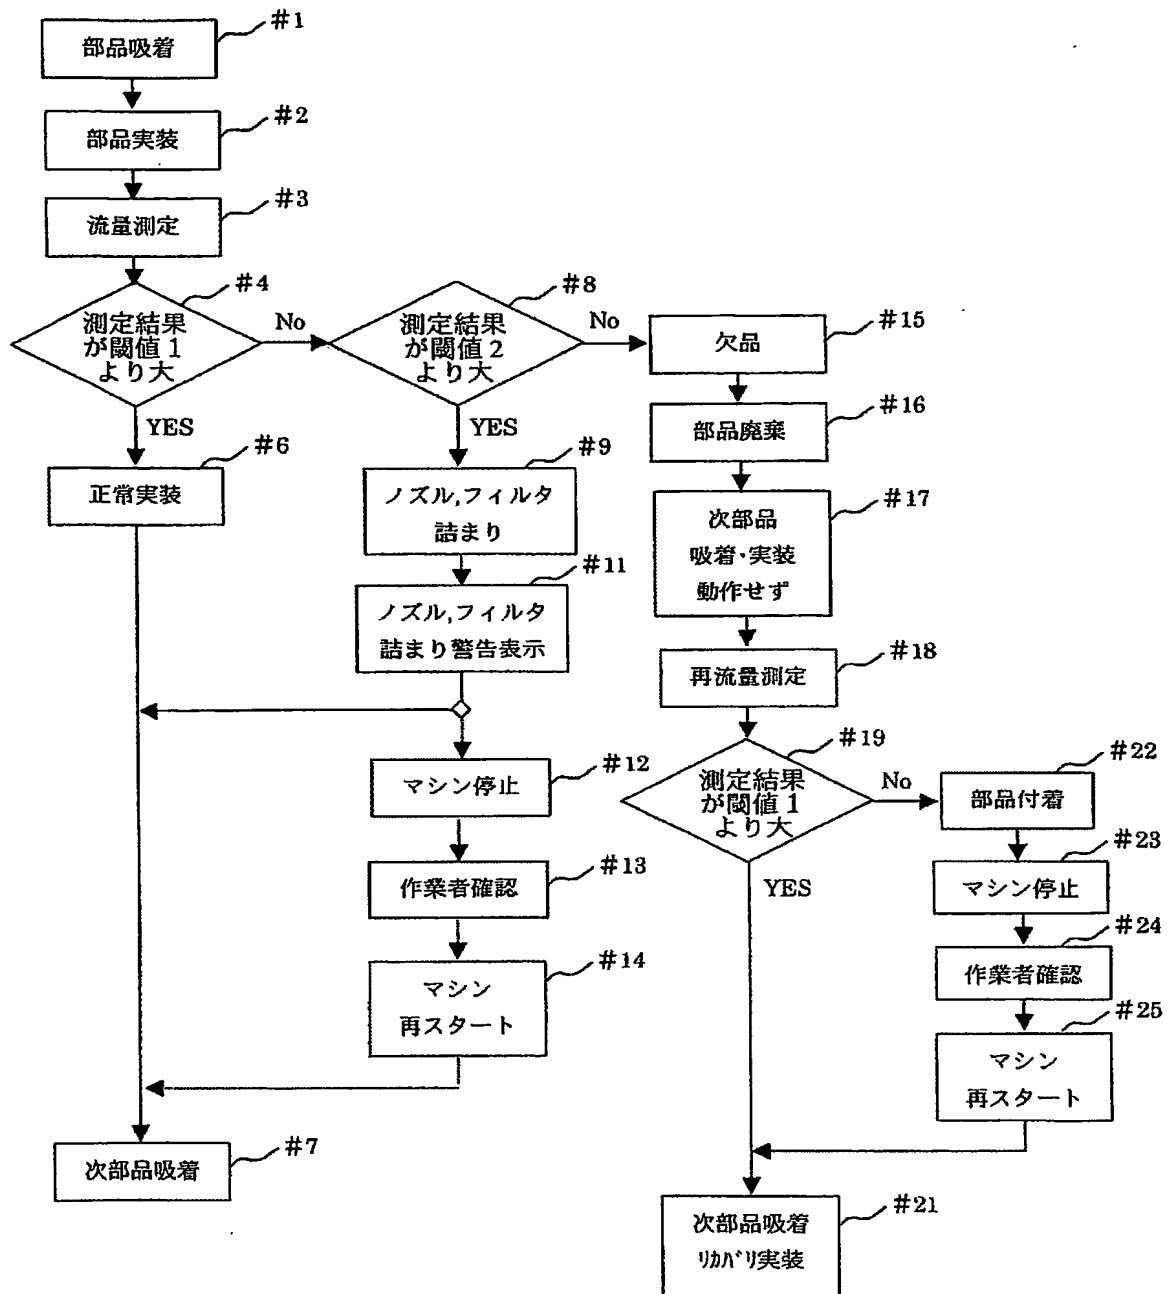 #1
部品吸着
#2
部品実装
#3
流量測定
#4
測定結果
が閾値1
より大
No
YES
#6
正常実装
#7
次部品吸着
#8
測定結果
が閾値2
より大
No
YES
#9
ノズル,フィルタ
詰まり
#11
ノズル,フィルタ
詰まり警告表示
#12
マシン停止
#13
作業者確認
#14
マシン
再スタート
#15
欠品
#16
部品廃棄
#17
次部品
吸着・実装
動作せず
#18
再流量測定
#19
測定結果
が閾値1
より大
No
YES
#22
部品付着
#23
マシン停止
#24
作業者確認
#25
マシン
再スタート
#21
次部品吸着
ﾘｶﾊﾞﾘ実装